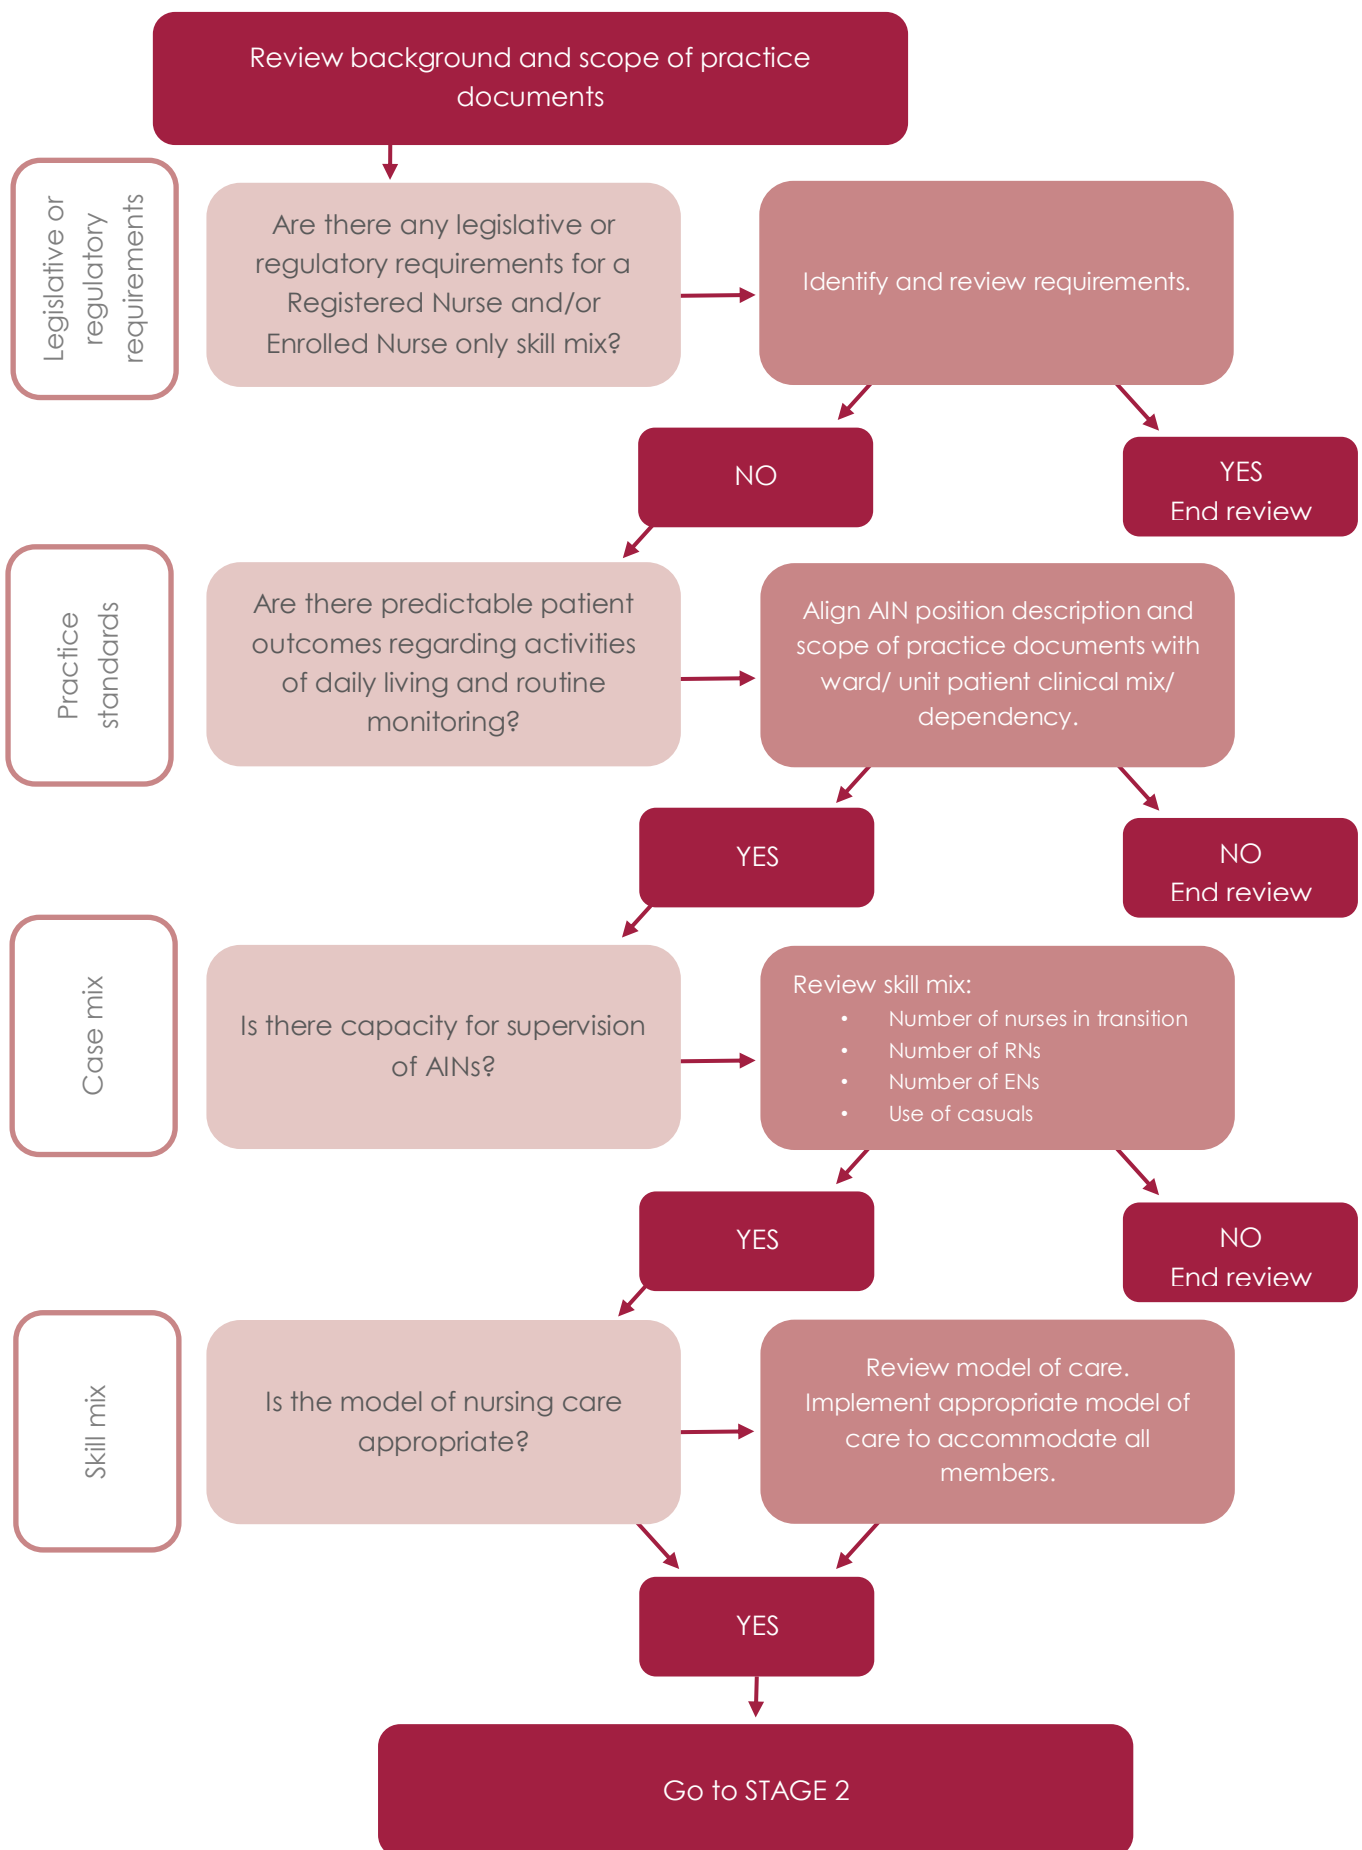 Review background and scope of practice
documents
Legislative or
regulatory
requirements
Are there any legislative or
regulatory requirements for a
Registered Nurse and/or
Enrolled Nurse only skill mix?
Identify and review requirements.
NO
YES
End review
Practice
standards
Are there predictable patient
outcomes regarding activities
of daily living and routine
monitoring?
Align AIN position description and
scope of practice documents with
ward/ unit patient clinical mix/
dependency.
YES
NO
End review
Case mix
Is there capacity for supervision
of AINs?
Review skill mix:
• Number of nurses in transition
• Number of RNs
• Number of ENs
• Use of casuals
YES
NO
End review
Skill mix
Is the model of nursing care
appropriate?
Review model of care.
Implement appropriate model of
care to accommodate all
members.
YES
Go to STAGE 2